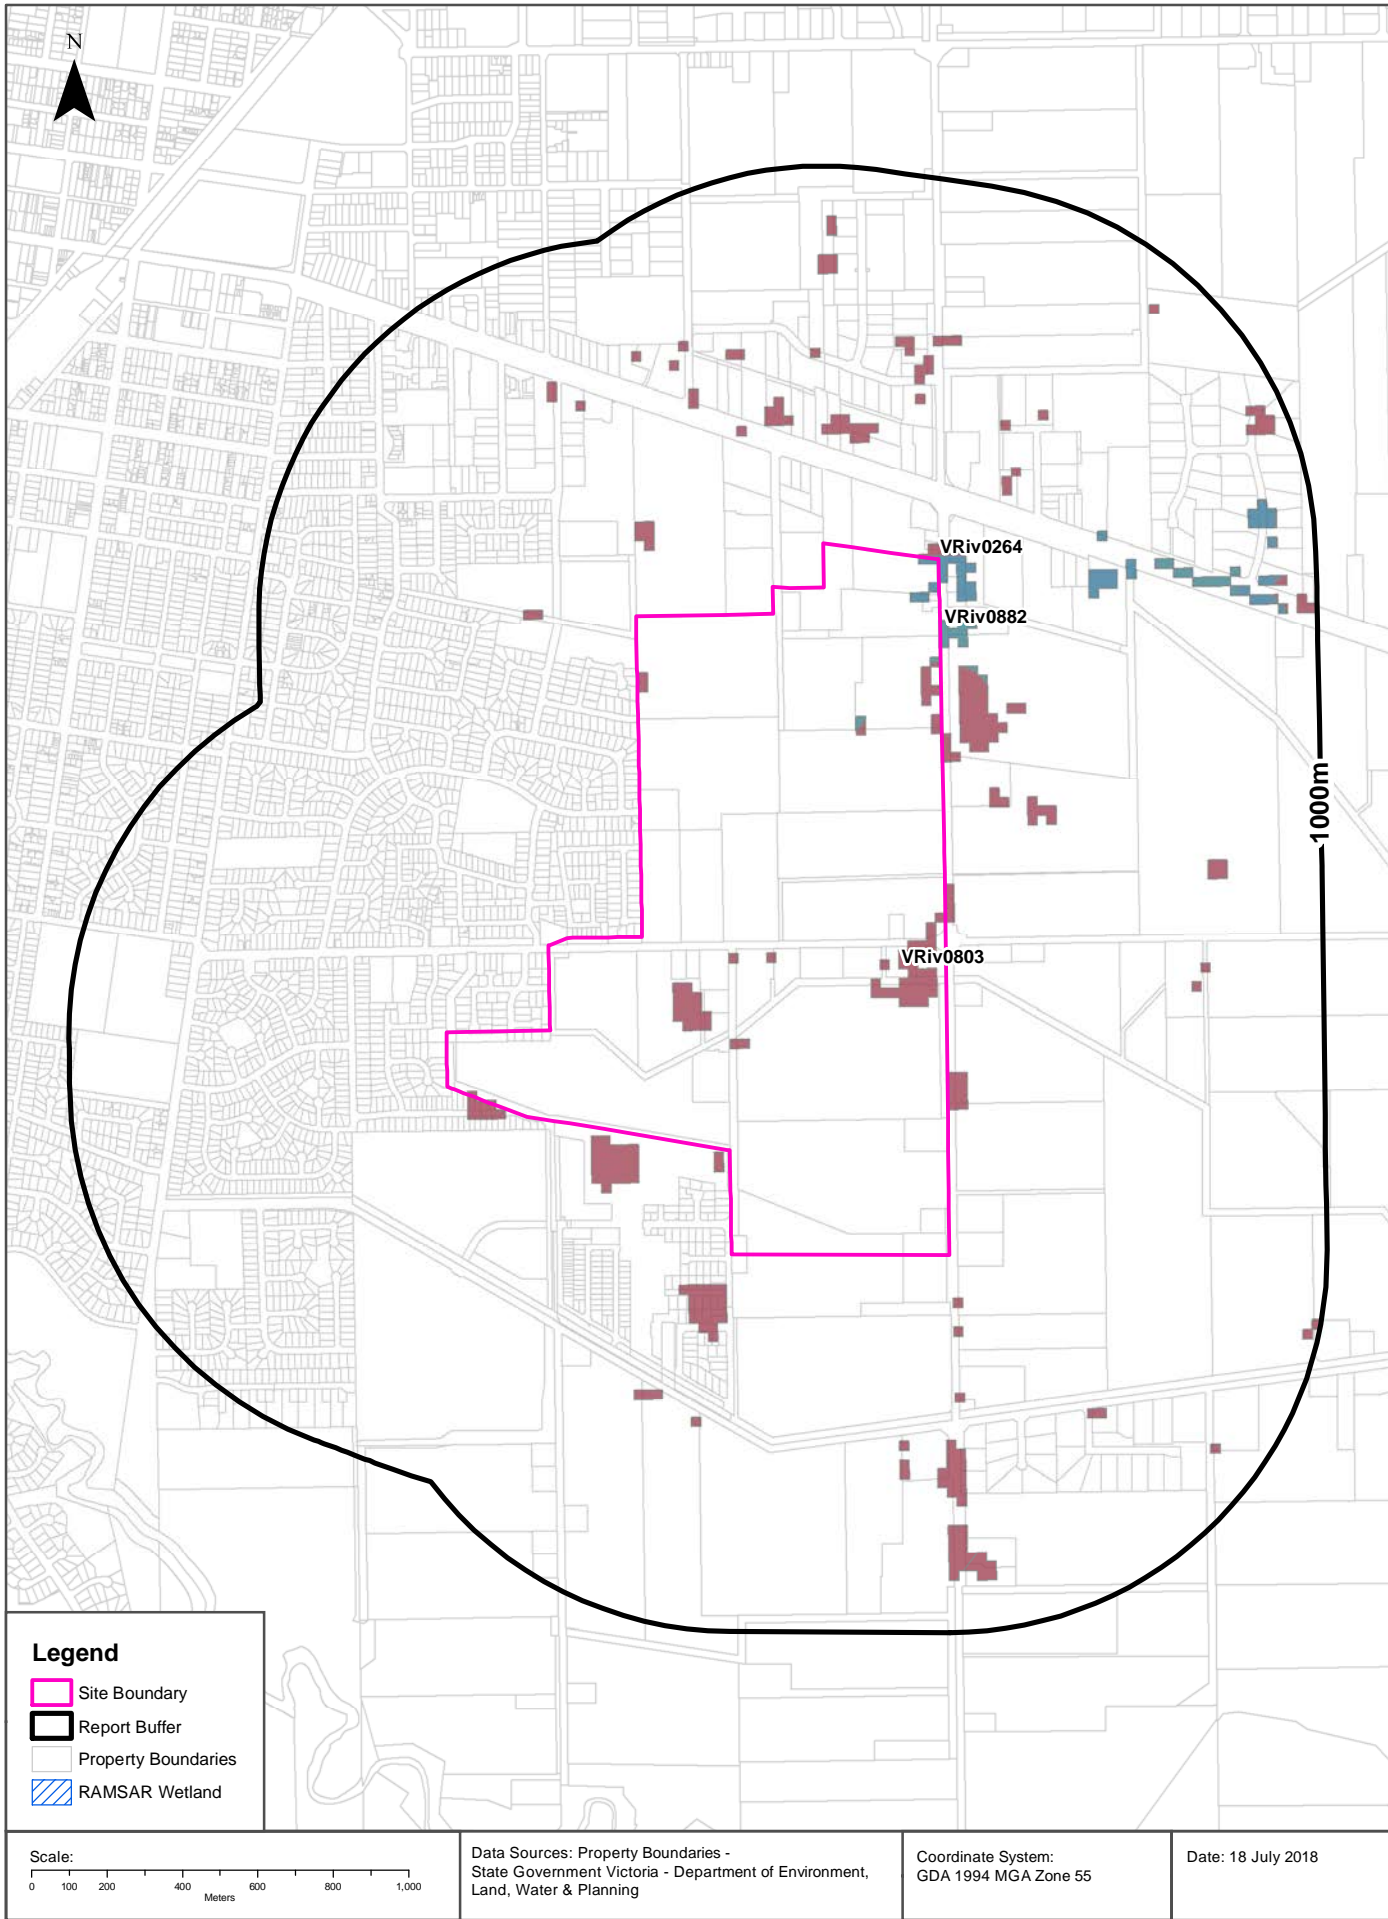 N
VRiv0264
VRiv0882
1000m
VRiv0803
Legend
Site Boundary
Report Buffer
Property Boundaries
RAMSAR Wetland
Scale:
0 100 200 400 600 800 1,000
Meters
Data Sources: Property Boundaries -
State Government Victoria - Department of Environment,
Land, Water & Planning
Coordinate System:
GDA 1994 MGA Zone 55
Date: 18 July 2018